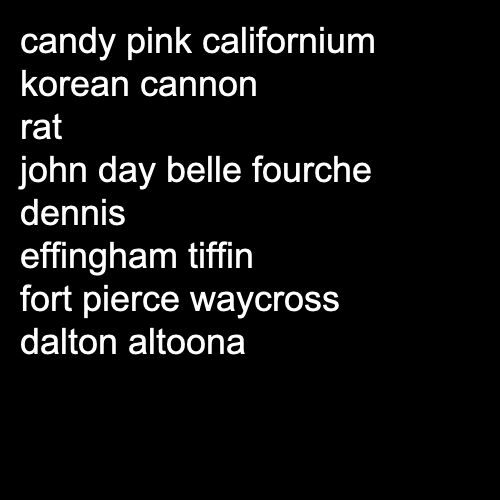 candy pink californium
korean cannon
rat
john day belle fourche
dennis
effingham tiffin
fort pierce waycross
dalton altoona